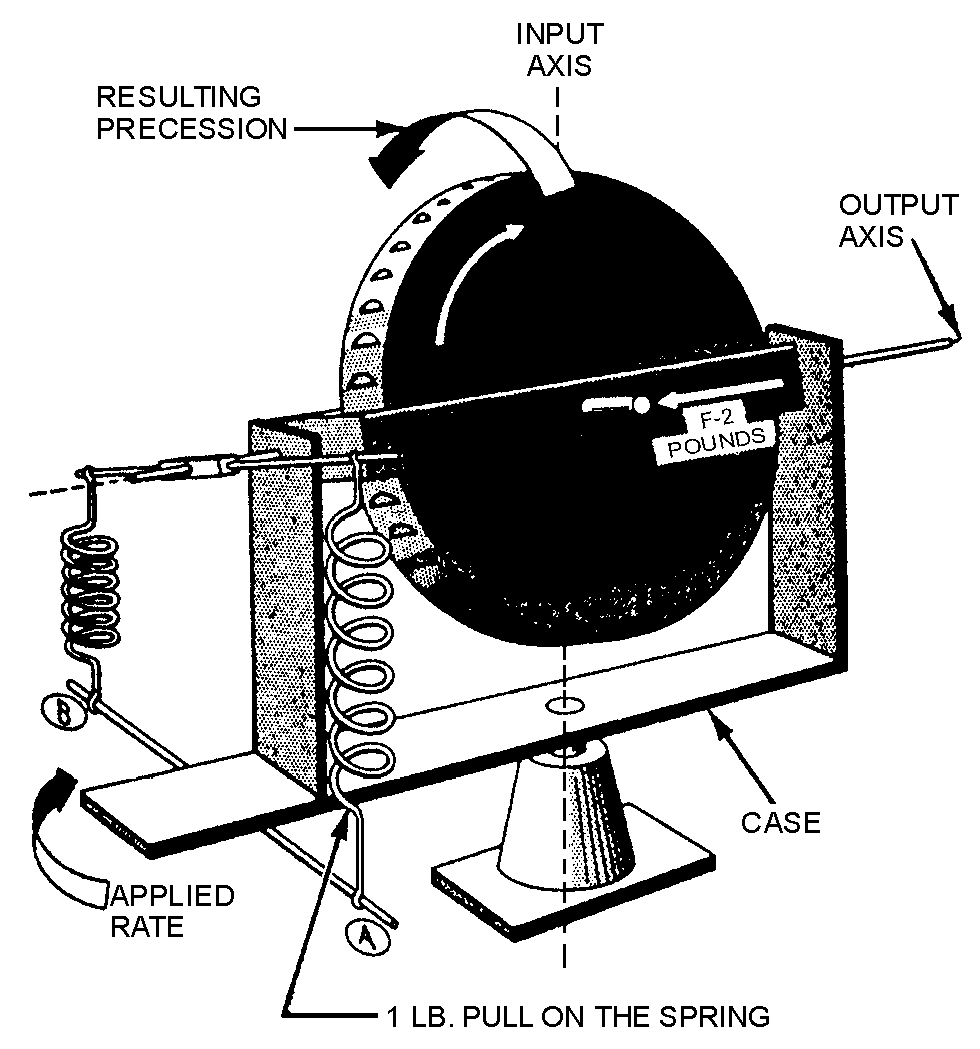 INPUT
AXIS
RESULTING
PRECESSION
OUTPUT
AXIS
F-2
POUNDS
B
CASE
APPLIED
RATE
A
1 LB. PULL ON THE SPRING